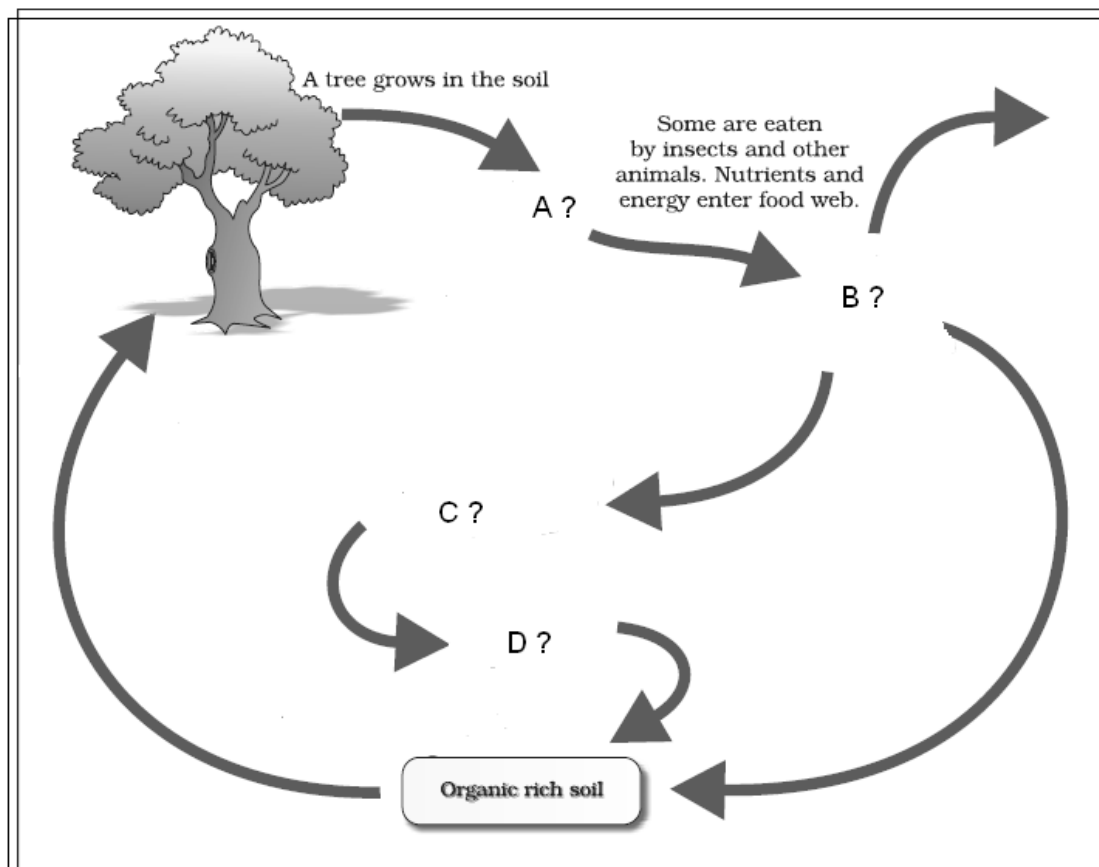 A tree grows in the soil
Some are eaten
by insects and other
animals. Nutrients and
energy enter food web.
A ?
B ?
C ?
D ?
Organic rich soil